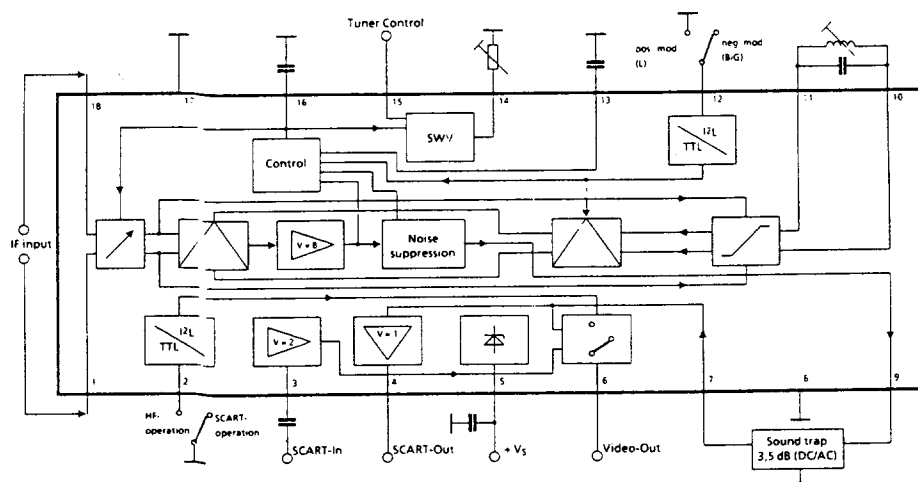 Tuner Control
pos. mod
(L)
neg mod
(B/G)
18
17
16
15
14
13
12
11
10
SWV
I²L
TTL
Control
IF input
V = 8
Noise
suppression
I²L
TTL
V = 2
V = 1
1
2
3
4
5
6
7
8
9
HF-
operation
SCART-
operation
SCART-In
SCART-Out
+ VS
Video-Out
Sound trap
3,5 dB (DC/AC)